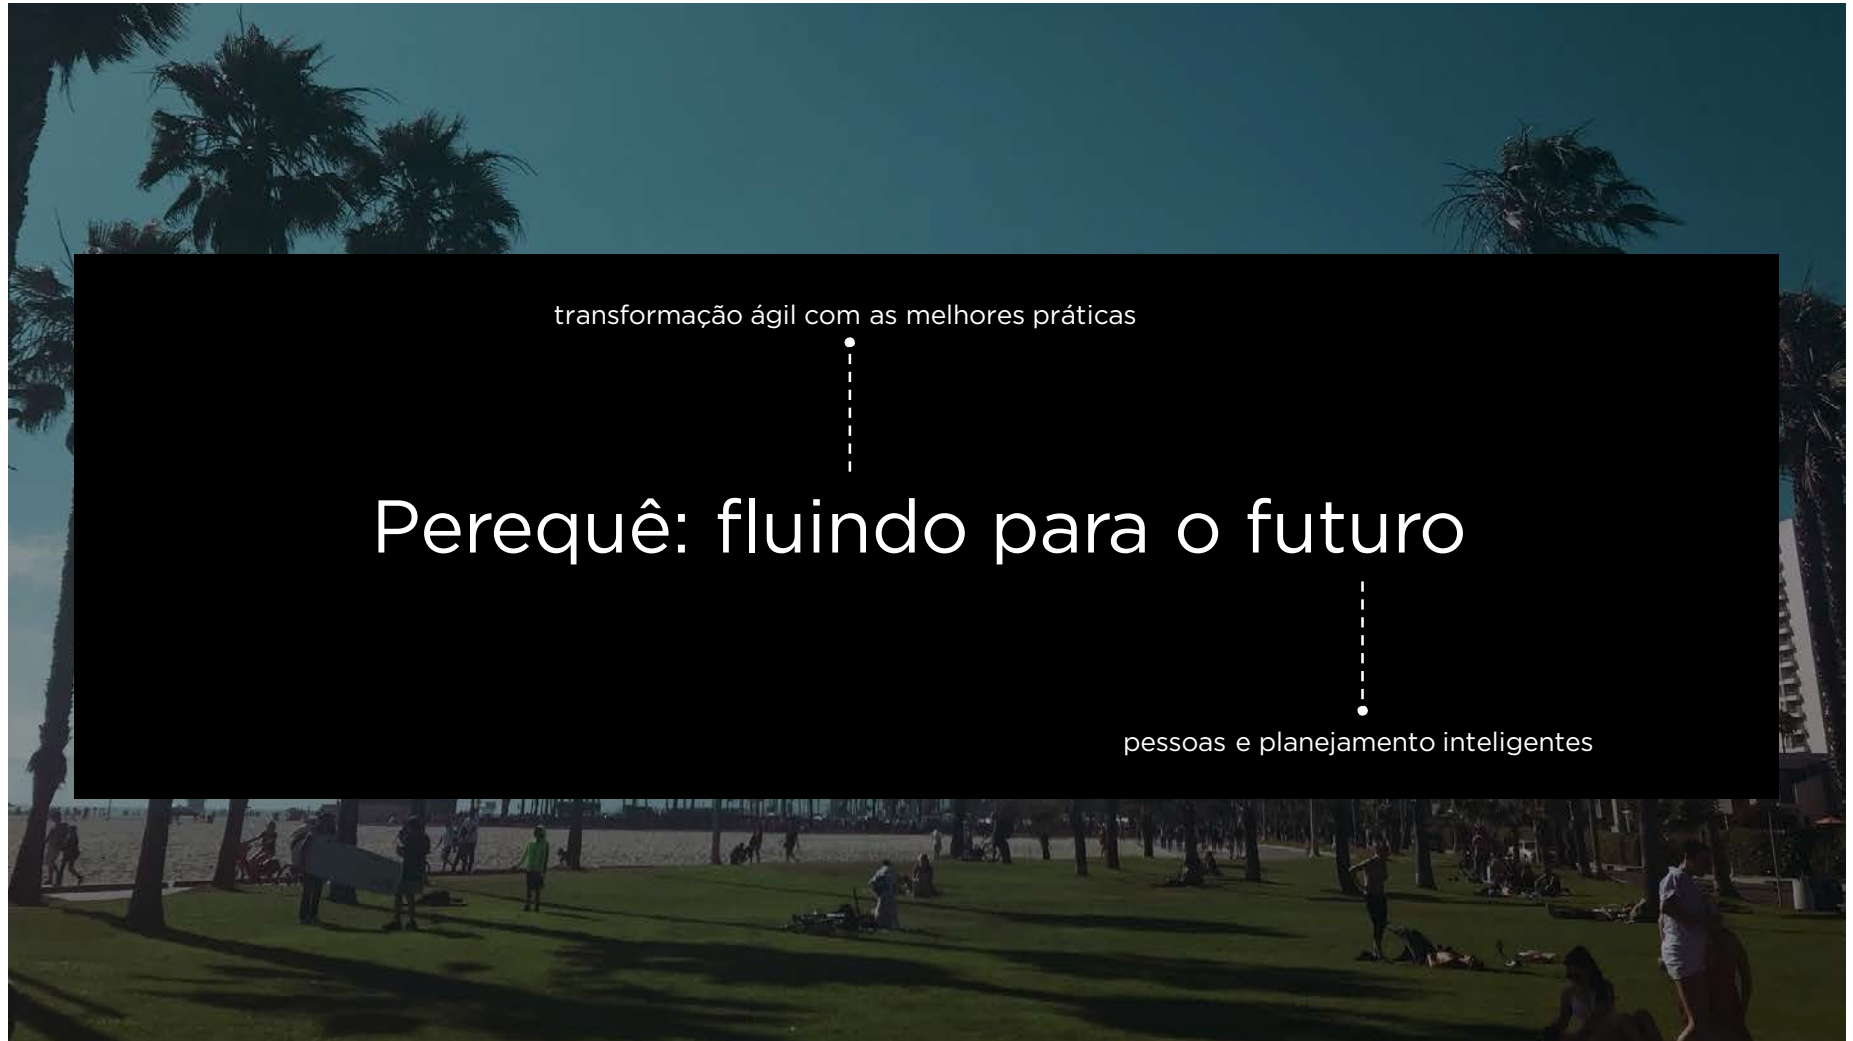 transformação ágil com as melhores práticas
Perequê: fluindo para o futuro
pessoas e planejamento inteligentes